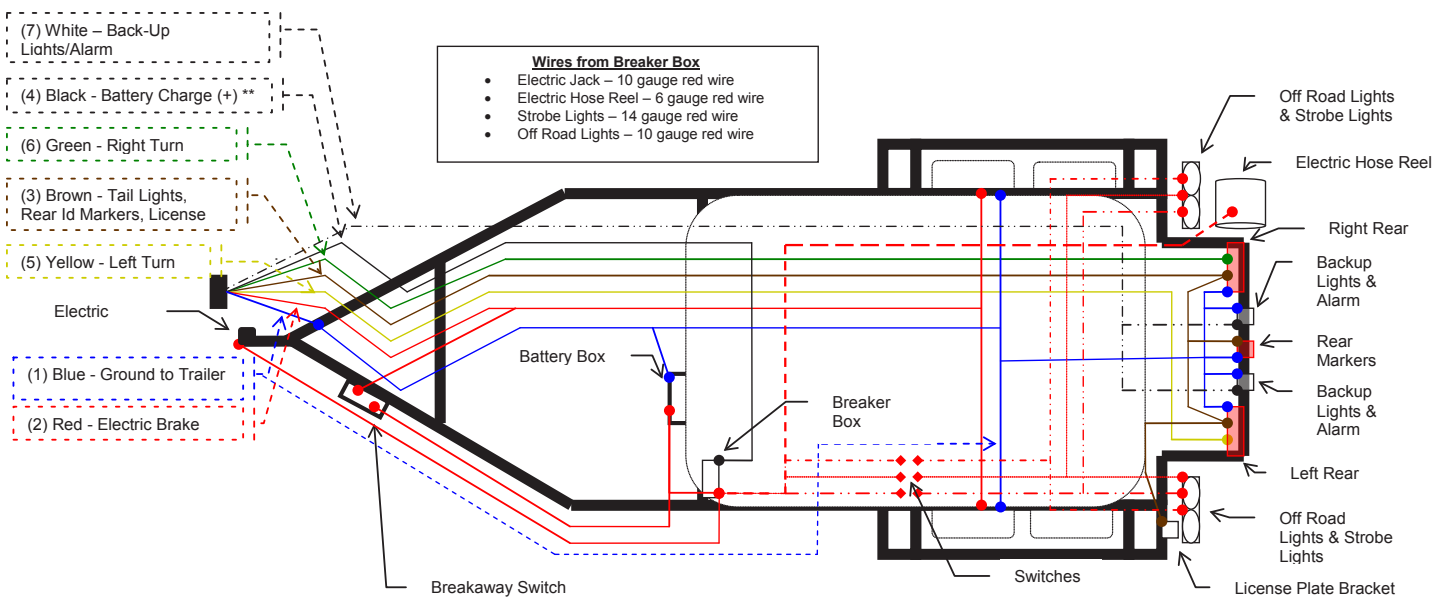 (7) White – Back-Up
Lights/Alarm
(4) Black - Battery Charge (+) **
(6) Green - Right Turn
(3) Brown - Tail Lights,
Rear Id Markers, License
(5) Yellow - Left Turn
Electric
(1) Blue - Ground to Trailer
(2) Red - Electric Brake
Wires from Breaker Box
• Electric Jack – 10 gauge red wire
• Electric Hose Reel – 6 gauge red wire
• Strobe Lights – 14 gauge red wire
• Off Road Lights – 10 gauge red wire
Battery Box
Breaker
Box
Breakaway Switch
Switches
Off Road Lights
& Strobe Lights
Electric Hose Reel
Right Rear
Backup
Lights &
Alarm
Rear
Markers
Backup
Lights &
Alarm
Left Rear
Off Road
Lights & Strobe
Lights
License Plate Bracket